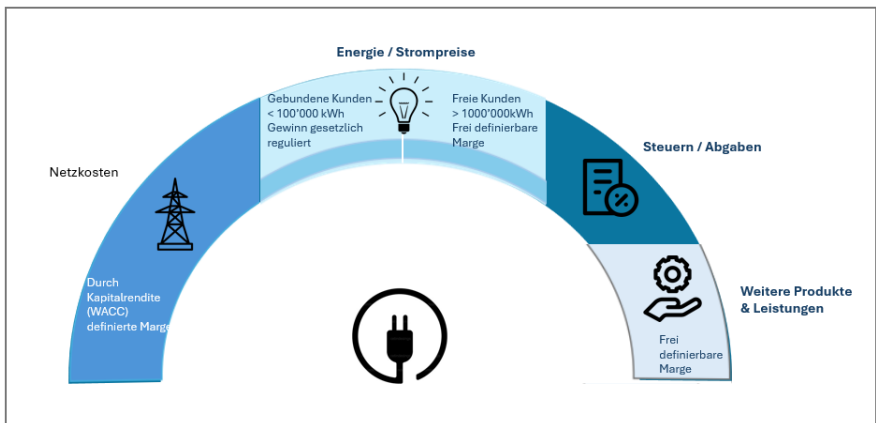 Energie / Strompreise
Gebundene Kunden
< 100'000 kWh
Gewinn gesetzlich
reguliert
Freie Kunden
> 1000'000kWh
Frei definierbare
Marge
Steuern / Abgaben
Netzkosten
Durch
Kapitalrendite
(WACC)
definierte Marge
Weitere Produkte
& Leistungen
Frei
definierbare
Marge